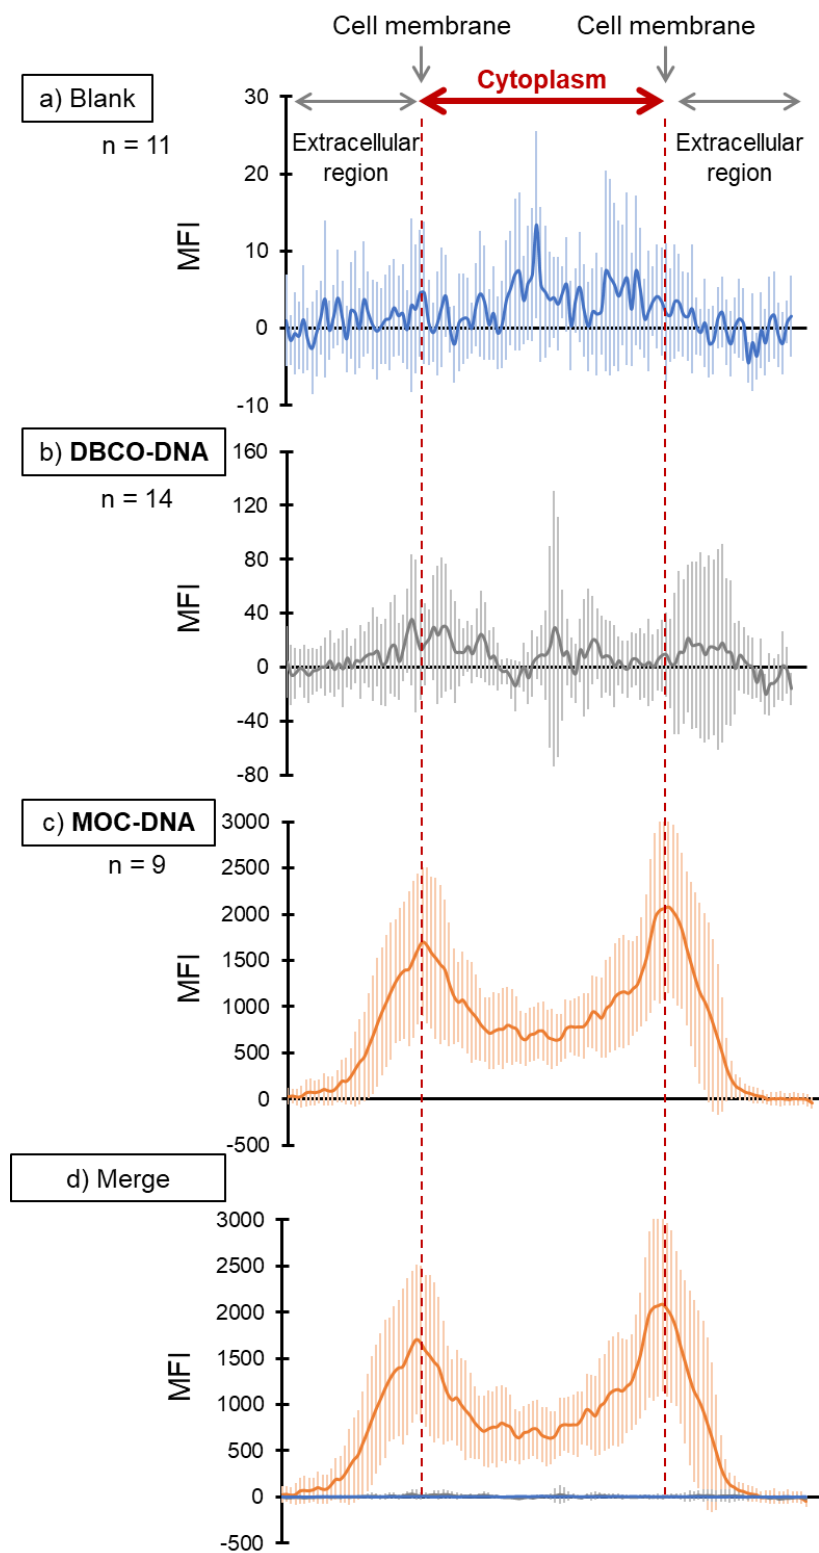 Cell membrane Cell membrane
Cytoplasm
a) Blank
n = 11
Extracellular region
Extracellular region
MFI
30
20
10
0
-10
b) DBCO-DNA
n = 14
MFI
160
120
80
40
0
-40
-80
c) MOC-DNA
n = 9
MFI
3000
2500
2000
1500
1000
500
0
-500
d) Merge
MFI
3000
2500
2000
1500
1000
500
0
-500